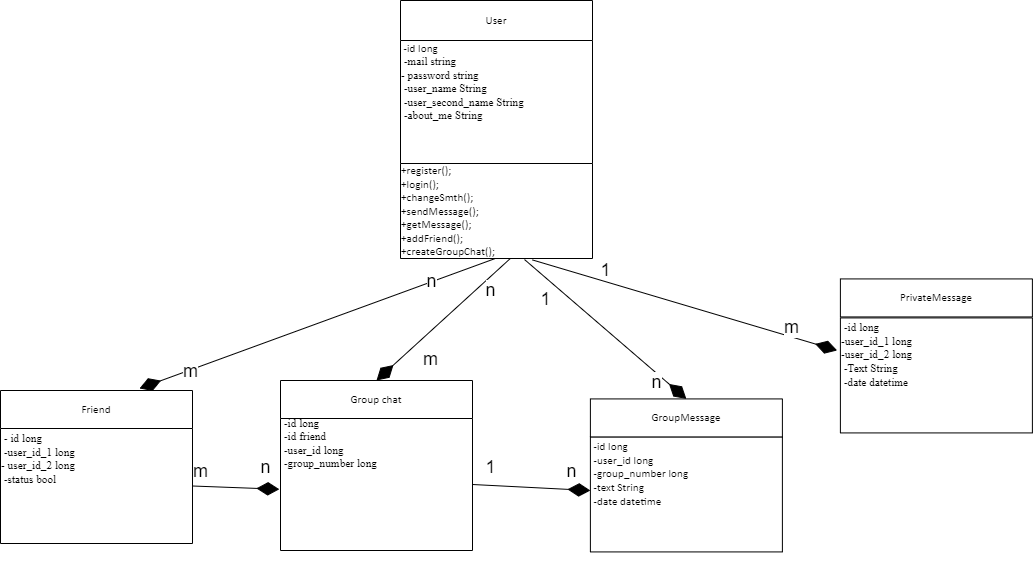 User
-id long
-mail string
- password string
-user_name String
-user_second_name String
-about_me String
+register();
+login();
+changeSmth();
+sendMessage();
+getMessage();
+addFriend();
+createGroupChat();
n
n
1
1
m
m
m
n
PrivateMessage
-id long
-user_id_1 long
-user_id_2 long
-Text String
-date datetime
Friend
- id long
-user_id_1 long
- user_id_2 long
-status bool
m
n
Group chat
-id long
-id friend
-user_id long
-group_number long
1
n
GroupMessage
-id long
-user_id long
-group_number long
-text String
-date datetime